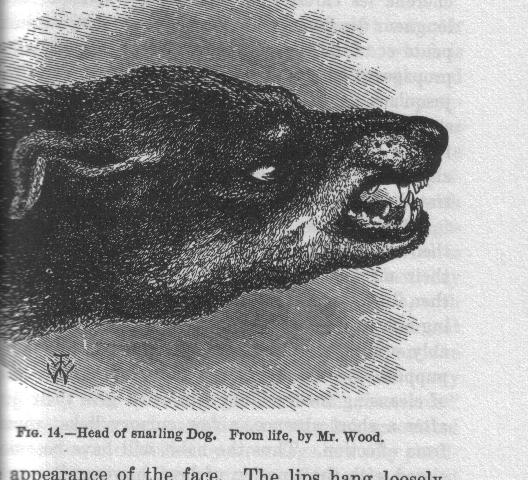 TW
FIG. 14.—Head of snarling Dog. From life, by Mr. Wood.
appearance of the face. The lips hang loosely